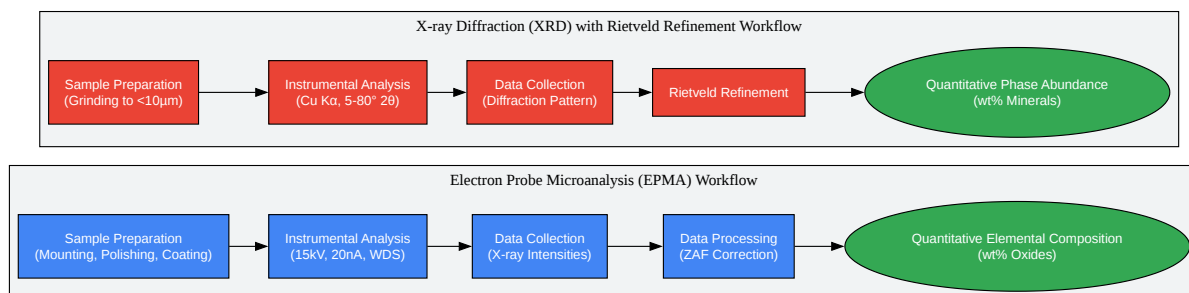 X-ray Diffraction (XRD) with Rietveld Refinement Workflow
Sample Preparation
(Grinding to <10μm)
Instrumental Analysis
(Cu Kα, 5-80° 2θ)
Data Collection
(Diffraction Pattern)
Rietveld Refinement
Quantitative Phase Abundance
(wt% Minerals)
Electron Probe Microanalysis (EPMA) Workflow
Sample Preparation
(Mounting, Polishing, Coating)
Instrumental Analysis
(15kV, 20nA, WDS)
Data Collection
(X-ray Intensities)
Data Processing
(ZAF Correction)
Quantitative Elemental Composition
(wt% Oxides)